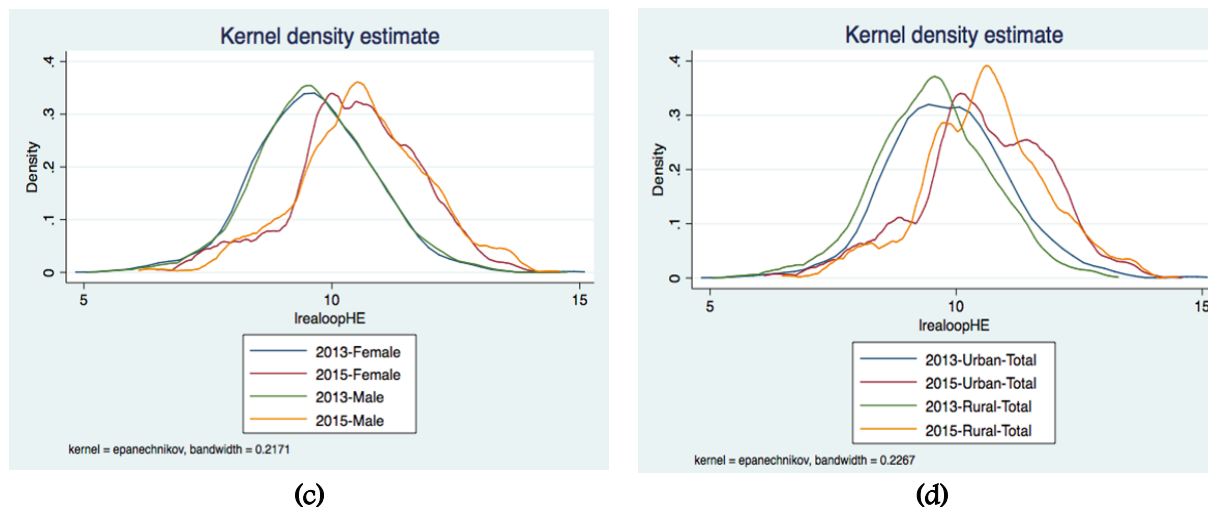 Kernel density estimate
.4
.3
.2
.1
0
Density
5 10 15
lrealoopHE
2013-Female
2015-Female
2013-Male
2015-Male
kernel = epanechnikov, bandwidth = 0.2171
(c)
Kernel density estimate
.4
.3
.2
.1
0
Density
5 10 15
lrealoopHE
2013-Urban-Total
2015-Urban-Total
2013-Rural-Total
2015-Rural-Total
kernel = epanechnikov, bandwidth = 0.2267
(d)